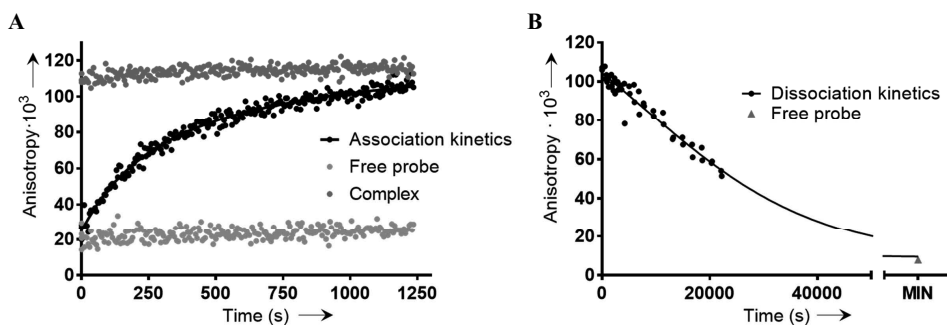 A
Anisotropy · 10³
120
100
80
60
40
20
0
Association kinetics
Free probe
Complex
0 250 500 750 1000 1250
Time (s)
B
Anisotropy · 10³
120
100
80
60
40
20
0
Dissociation kinetics
Free probe
0 20000 40000 MIN
Time (s)